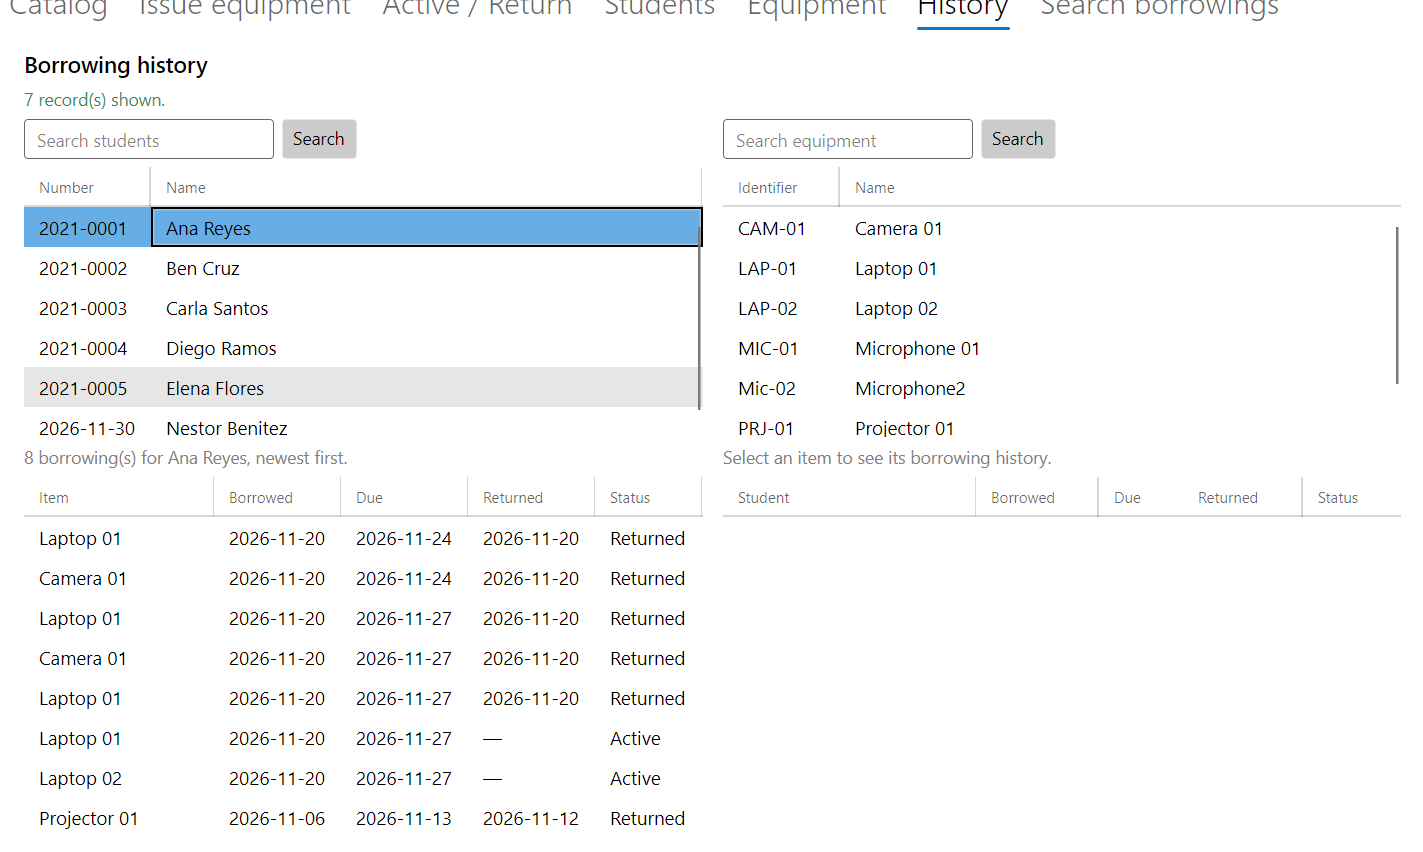 Catalog Issue equipment Active / Return Students Equipment History Search borrowings
Borrowing history
7 record(s) shown.
Search students Search
Number Name
2021-0001 Ana Reyes
2021-0002 Ben Cruz
2021-0003 Carla Santos
2021-0004 Diego Ramos
2021-0005 Elena Flores
2026-11-30 Nestor Benitez
8 borrowing(s) for Ana Reyes, newest first.
Item Borrowed Due Returned Status
Laptop 01 2026-11-20 2026-11-24 2026-11-20 Returned
Camera 01 2026-11-20 2026-11-24 2026-11-20 Returned
Laptop 01 2026-11-20 2026-11-27 2026-11-20 Returned
Camera 01 2026-11-20 2026-11-27 2026-11-20 Returned
Laptop 01 2026-11-20 2026-11-27 2026-11-20 Returned
Laptop 01 2026-11-20 2026-11-27 — Active
Laptop 02 2026-11-20 2026-11-27 — Active
Projector 01 2026-11-06 2026-11-13 2026-11-12 Returned
Search equipment Search
Identifier Name
CAM-01 Camera 01
LAP-01 Laptop 01
LAP-02 Laptop 02
MIC-01 Microphone 01
Mic-02 Microphone2
PRJ-01 Projector 01
Select an item to see its borrowing history.
Student Borrowed Due Returned Status